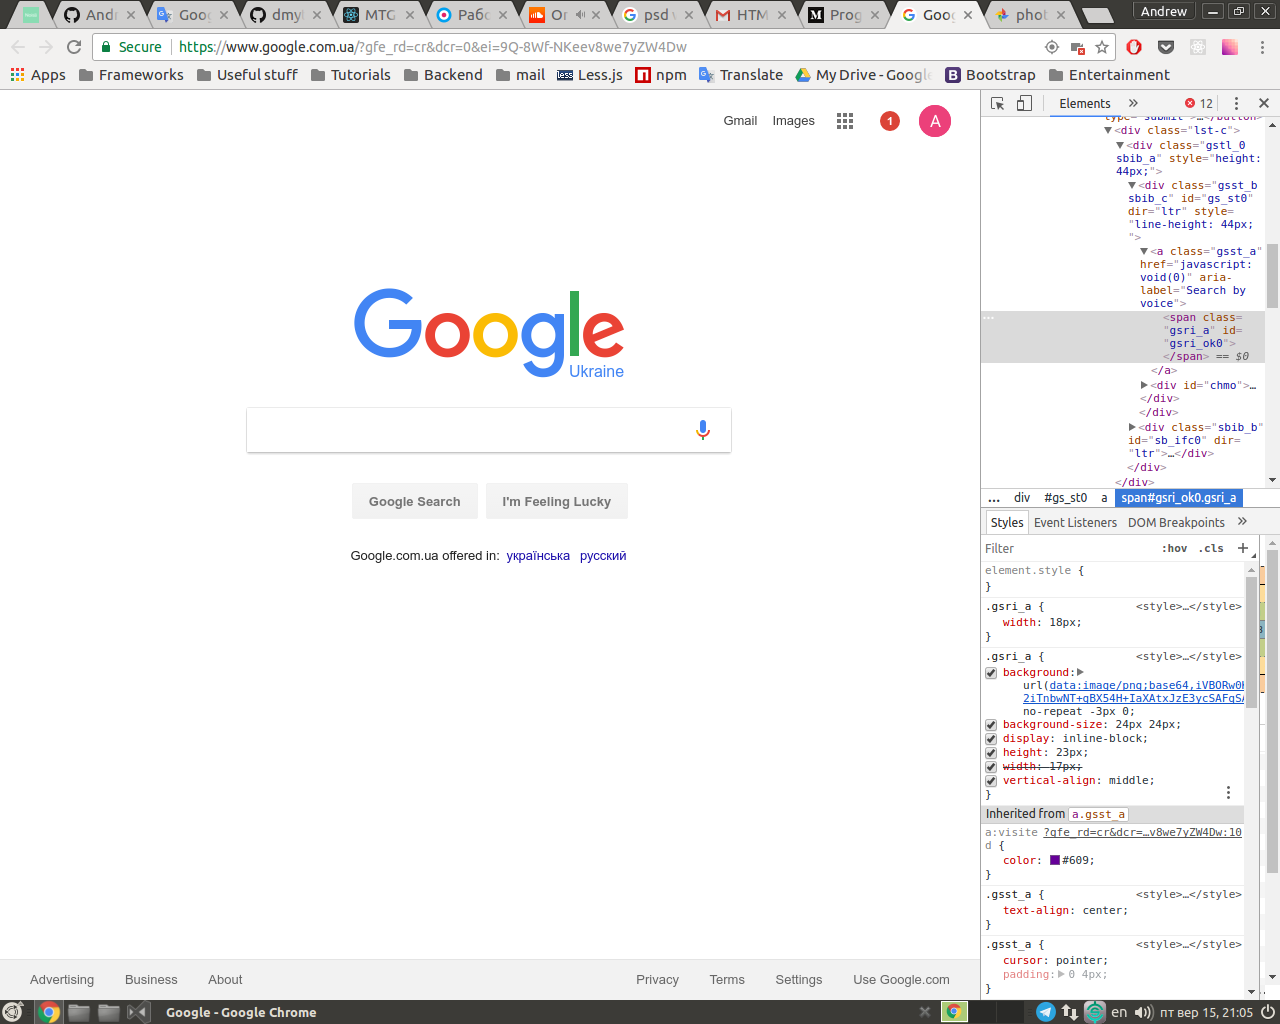 Andr
Goog
dmyt
MTG
Рабо
Or
psd
HTM
Prog
Goog
phot
Andrew
Secure
https://www.google.com.ua/?gfe_rd=cr&dcr=0&ei=9Q-8Wf-NKeev8we7yZW4Dw
Apps
Frameworks
Useful stuff
Tutorials
Backend
mail
Less.js
npm
Translate
My Drive - Google
Bootstrap
Entertainment
Gmail
Images
1
A
Google
Ukraine
Google Search
I'm Feeling Lucky
Google.com.ua offered in: українська русский
Advertising
Business
About
Privacy
Terms
Settings
Use Google.com
Elements
»
12
type="submit">…</button>
<div class="lst-c">
<div class="gstl_0
sbib_a" style="height:
44px;">
<div class="gsst_b
sbib_c" id="gs_st0"
dir="ltr" style=
"line-height: 44px;
">
<a class="gsst_a"
href="javascript:
void(0)" aria-
label="Search by
voice">
<span class=
"gsri_a" id=
"gsri_ok0">
</span> == $0
</a>
<div id="chmo">…
</div>
</div>
<div class="sbib_b"
id="sb_ifc0" dir=
"ltr">…</div>
</div>
</div>
...
div
#gs_st0
a
span#gsri_ok0.gsri_a
Styles
Event Listeners
DOM Breakpoints
»
Filter
:hov
.cls
+
element.style {
}
.gsri_a { <style>…</style>
width: 18px;
}
.gsri_a { <style>…</style>
background:
url(data:image/png;base64,iVBORw0K
2iTnbwNT+qBX54H+IaXAtxJzE3ycSAFqSA
no-repeat -3px 0;
background-size: 24px 24px;
display: inline-block;
height: 23px;
width: 17px;
vertical-align: middle;
}
Inherited from a.gsst_a
a:visite ?gfe_rd=cr&dcr=…v8we7yZW4Dw:10
d {
color: #609;
}
.gsst_a { <style>…</style>
text-align: center;
}
.gsst_a { <style>…</style>
cursor: pointer;
padding: 0 4px;
}
Google - Google Chrome
en
пт вер 15, 21:05